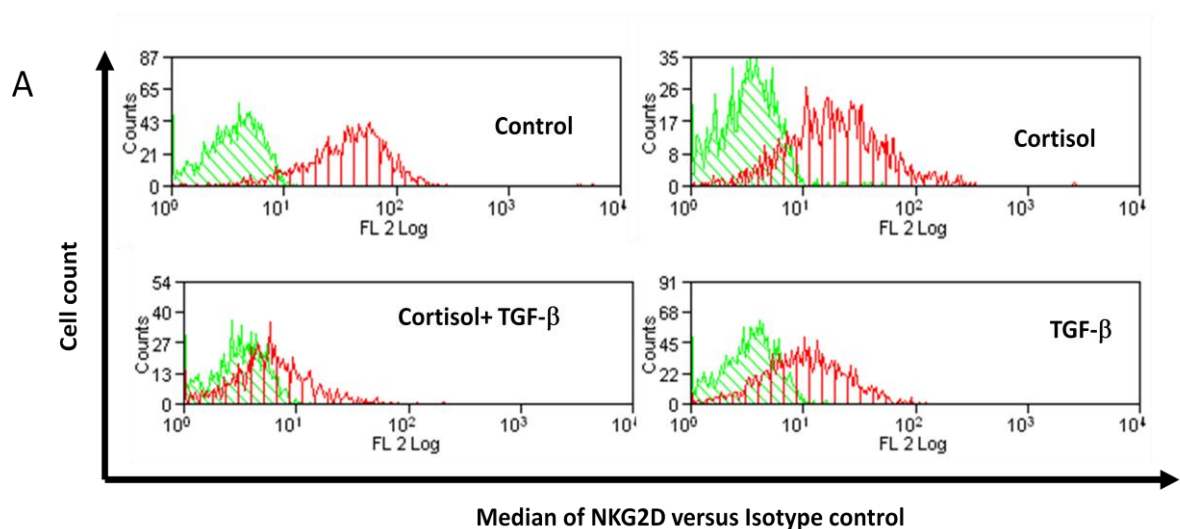 A
Cell count
87
65
43
21
0
Counts
Control
10⁰ 10¹ 10² 10³ 10⁴
FL 2 Log
35
26
17
8
0
Counts
Cortisol
10⁰ 10¹ 10² 10³ 10⁴
FL 2 Log
54
40
27
13
0
Counts
Cortisol+ TGF-β
10⁰ 10¹ 10² 10³ 10⁴
FL 2 Log
91
68
45
22
0
Counts
TGF-β
10⁰ 10¹ 10² 10³ 10⁴
FL 2 Log
Median of NKG2D versus Isotype control